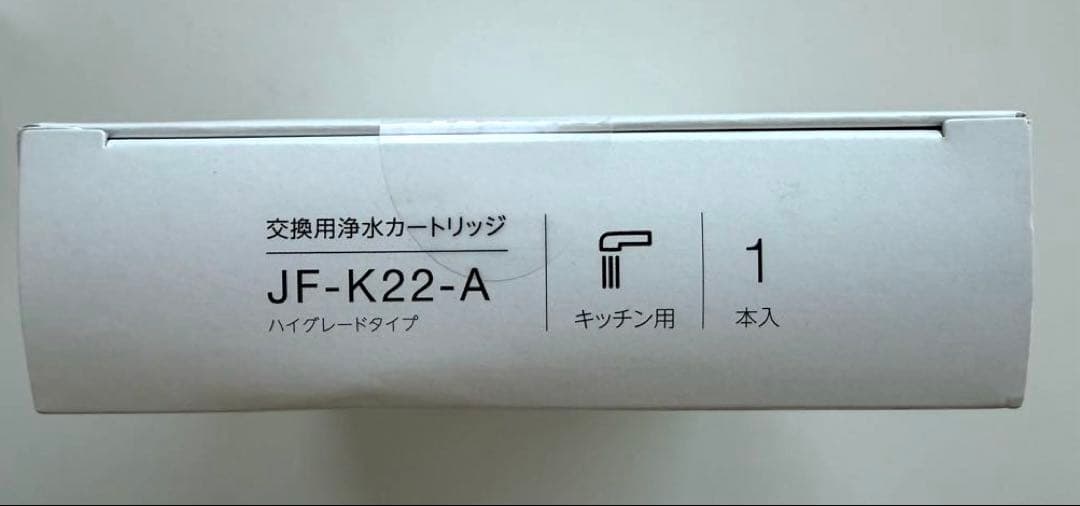 交換用浄水カートリッジ
JF-K22-A
ハイグレードタイプ
キッチン用
1
本入